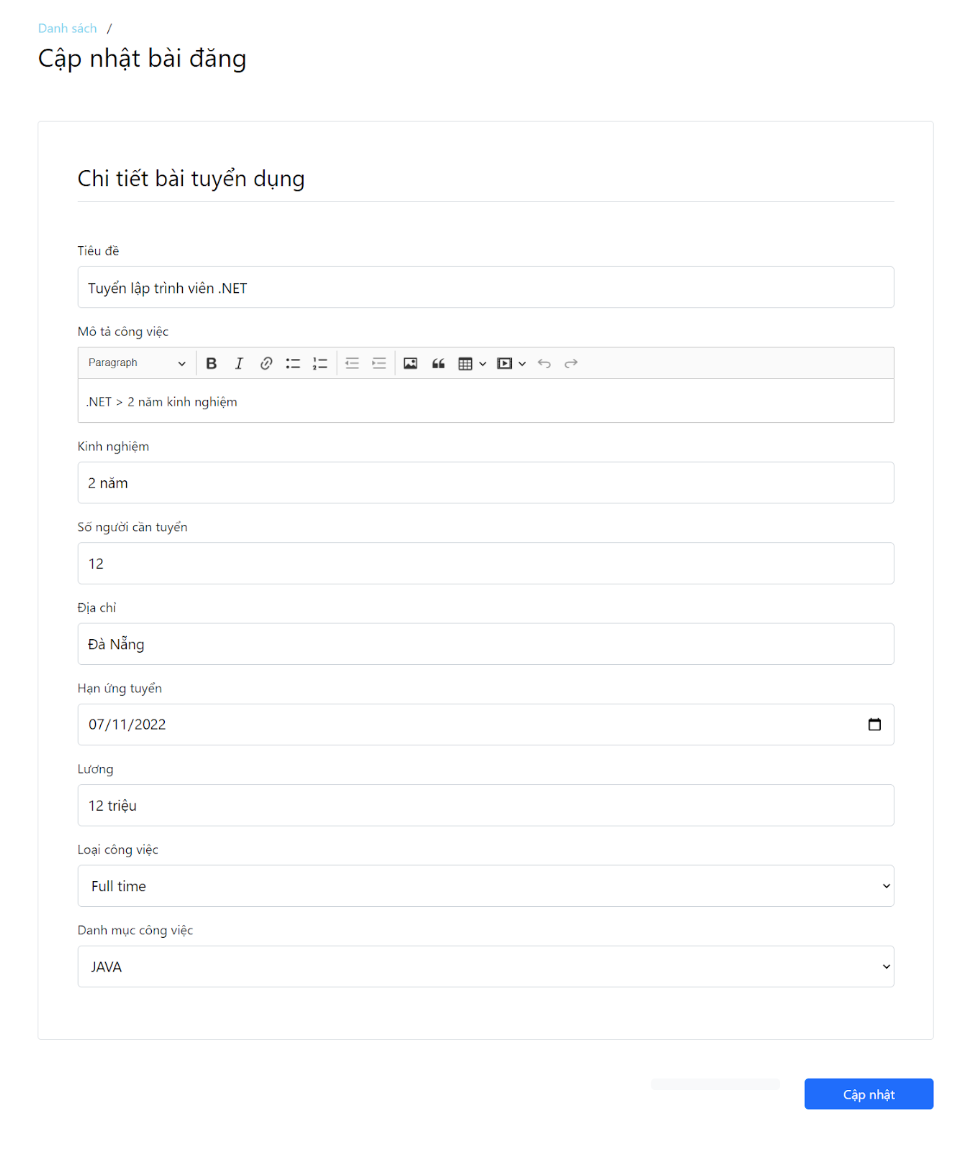 Danh sách /
Cập nhật bài đăng
Chi tiết bài tuyển dụng
Tiêu đề
Tuyển lập trình viên .NET
Mô tả công việc
Paragraph
.NET > 2 năm kinh nghiệm
Kinh nghiệm
2 năm
Số người cần tuyển
12
Địa chỉ
Đà Nẵng
Hạn ứng tuyển
07/11/2022
Lương
12 triệu
Loại công việc
Full time
Danh mục công việc
JAVA
Cập nhật